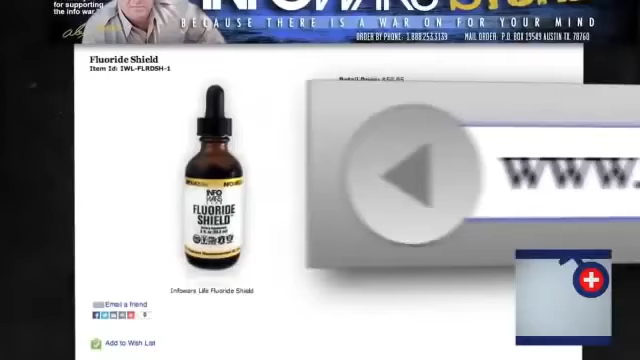 for supporting
the info war."
INFOWARS STORE
BECAUSE THERE IS A WAR ON FOR YOUR MIND
ORDER BY PHONE: 1.888.253.3139 MAIL ORDER: P.O. BOX 19549 AUSTIN TX. 78760
Fluoride Shield
Item Id: IWL-FLRDSH-1
INFO
WARS
FLUORIDE
SHIELD
www.
Infowars Life Fluoride Shield
Email a friend
0
Add to Wish List